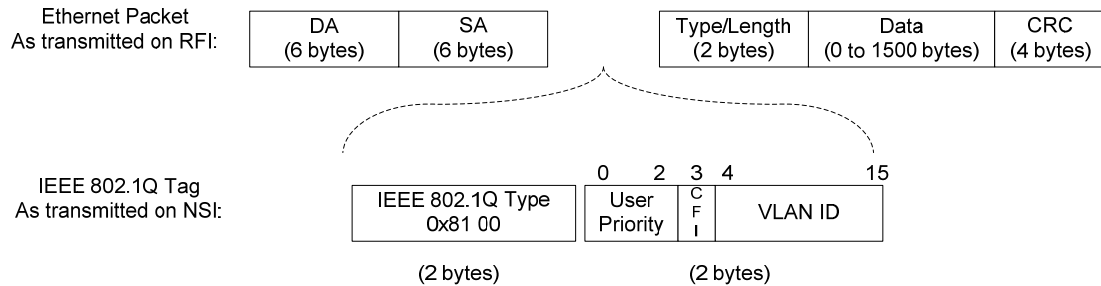 Ethernet Packet
As transmitted on RFI:
DA
(6 bytes)
SA
(6 bytes)
Type/Length
(2 bytes)
Data
(0 to 1500 bytes)
CRC
(4 bytes)
IEEE 802.1Q Tag
As transmitted on NSI:
IEEE 802.1Q Type
0x81 00
(2 bytes)
0 2 3 4 15
User
Priority
C
F
I
VLAN ID
(2 bytes)